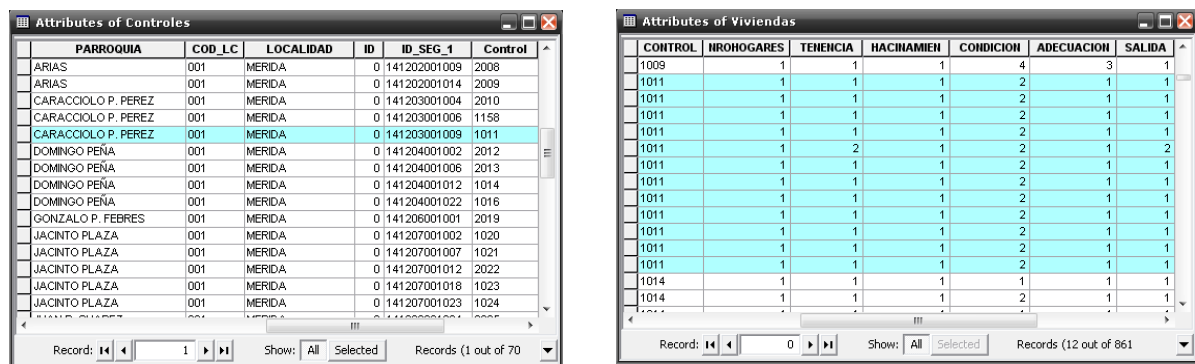 Attributes of Controles
PARROQUIA COD_LC LOCALIDAD ID ID_SEG_1 Control
ARIAS 001 MERIDA 0 141202001009 2008
ARIAS 001 MERIDA 0 141202001014 2009
CARACCIOLO P. PEREZ 001 MERIDA 0 141203001004 2010
CARACCIOLO P. PEREZ 001 MERIDA 0 141203001006 1158
CARACCIOLO P. PEREZ 001 MERIDA 0 141203001009 1011
DOMINGO PEÑA 001 MERIDA 0 141204001002 2012
DOMINGO PEÑA 001 MERIDA 0 141204001006 2013
DOMINGO PEÑA 001 MERIDA 0 141204001012 1014
DOMINGO PEÑA 001 MERIDA 0 141204001022 1016
GONZALO P. FEBRES 001 MERIDA 0 141206001001 2019
JACINTO PLAZA 001 MERIDA 0 141207001002 1020
JACINTO PLAZA 001 MERIDA 0 141207001007 1021
JACINTO PLAZA 001 MERIDA 0 141207001012 2022
JACINTO PLAZA 001 MERIDA 0 141207001018 1023
JACINTO PLAZA 001 MERIDA 0 141207001023 1024
Record: 1 Show: All Selected Records (1 out of 70
Attributes of Viviendas
CONTROL NROHOGARES TENENCIA HACINAMIEN CONDICION ADECUACION SALIDA
1009 1 1 1 4 3 1
1011 1 1 1 2 1 1
1011 1 1 1 2 1 1
1011 1 1 1 2 1 1
1011 1 1 1 2 1 1
1011 1 2 1 2 1 2
1011 1 1 1 2 1 1
1011 1 1 1 2 1 1
1011 1 1 1 2 1 1
1011 1 1 1 2 1 1
1011 1 1 1 2 1 1
1011 1 1 1 2 1 1
1011 1 1 1 2 1 1
1014 1 1 1 1 1 1
1014 1 1 1 2 1 1
Record: 0 Show: All Selected Records (12 out of 861